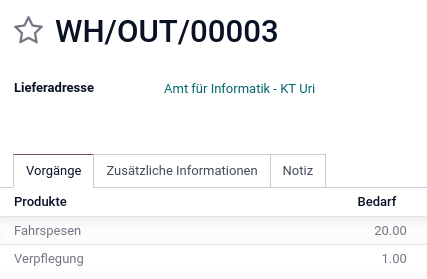 WH/OUT/00003
Lieferadresse Amt für Informatik - KT Uri
Vorgänge Zusätzliche Informationen Notiz
Produkte Bedarf
Fahrspesen 20.00
Verpflegung 1.00